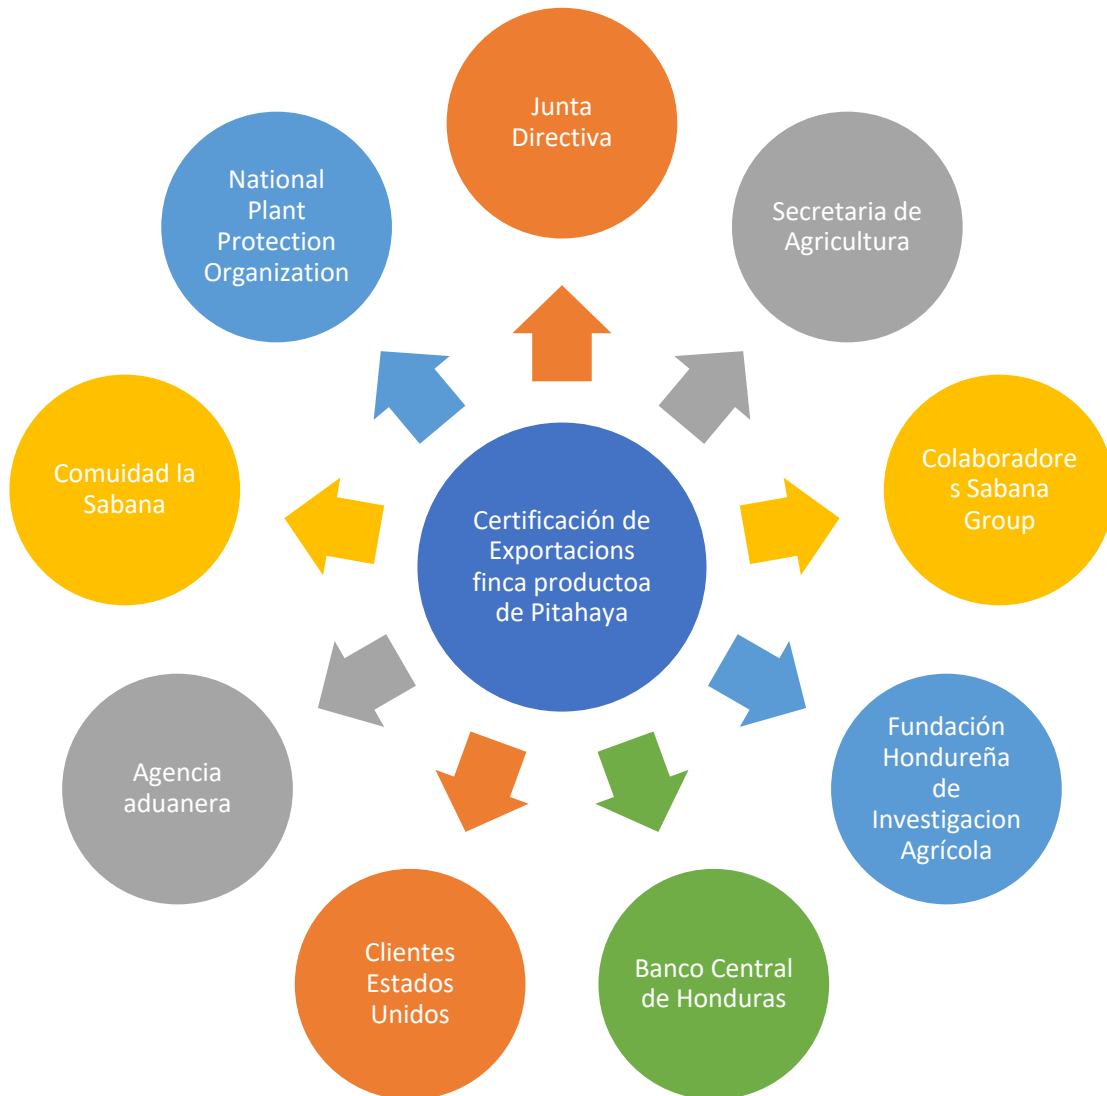 Junta
Directiva
Secretaria de
Agricultura
Colaboradore
s Sabana
Group
Fundación
Hondureña
de
Investigacion
Agrícola
Banco Central
de Honduras
Clientes
Estados
Unidos
Agencia
aduanera
Comuidad la
Sabana
National
Plant
Protection
Organization
Certificación de
Exportacions
finca productoa
de Pitahaya